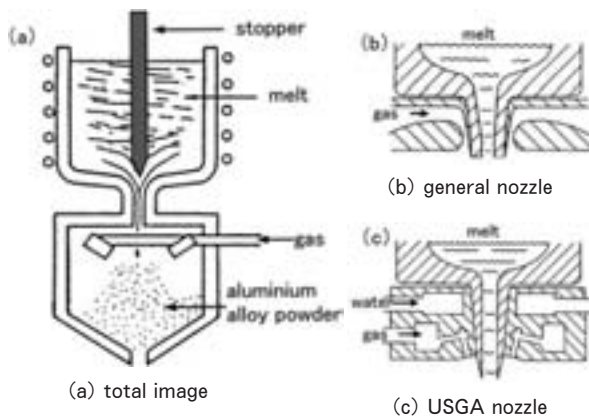 (a)
stopper
melt
gas
aluminium
alloy powder
(a) total image
(b)
melt
gas
(b) general nozzle
(c)
melt
water
gas
(c) USGA nozzle